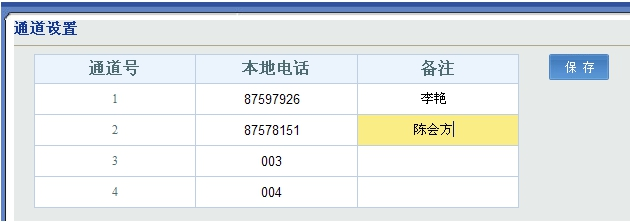 通道设置
通道号 本地电话 备注 保存
1 87597926 李艳
2 87578151 陈会方
3 003
4 004